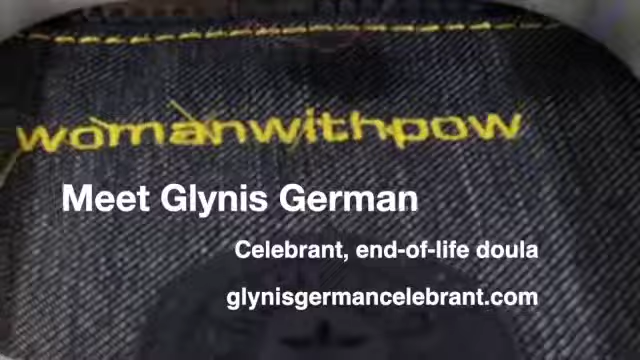 womanwithpow
Meet Glynis German
Celebrant, end-of-life doula
glynisgermancelebrant.com